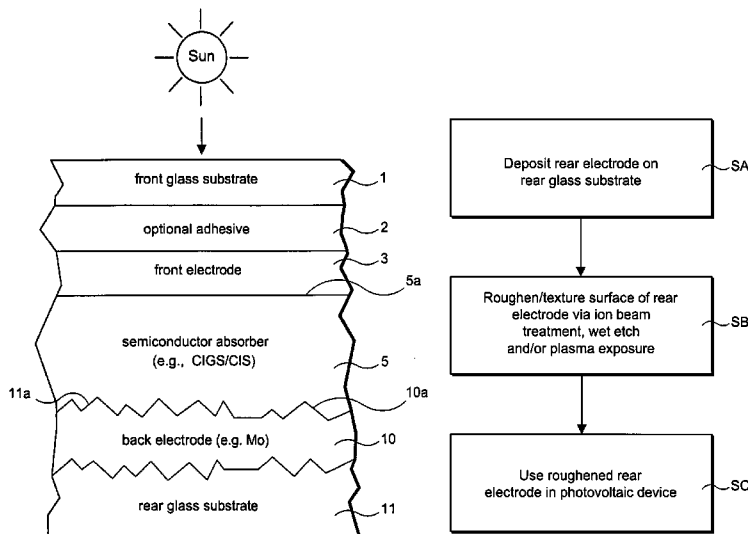 Sun
front glass substrate
1
optional adhesive
2
front electrode
3
5a
semiconductor absorber
(e.g., CIGS/CIS)
5
11a
10a
back electrode (e.g. Mo)
10
rear glass substrate
11
Deposit rear electrode on
rear glass substrate
SA
Roughen/texture surface of rear
electrode via ion beam
treatment, wet etch
and/or plasma exposure
SB
Use roughened rear
electrode in photovoltaic device
SC